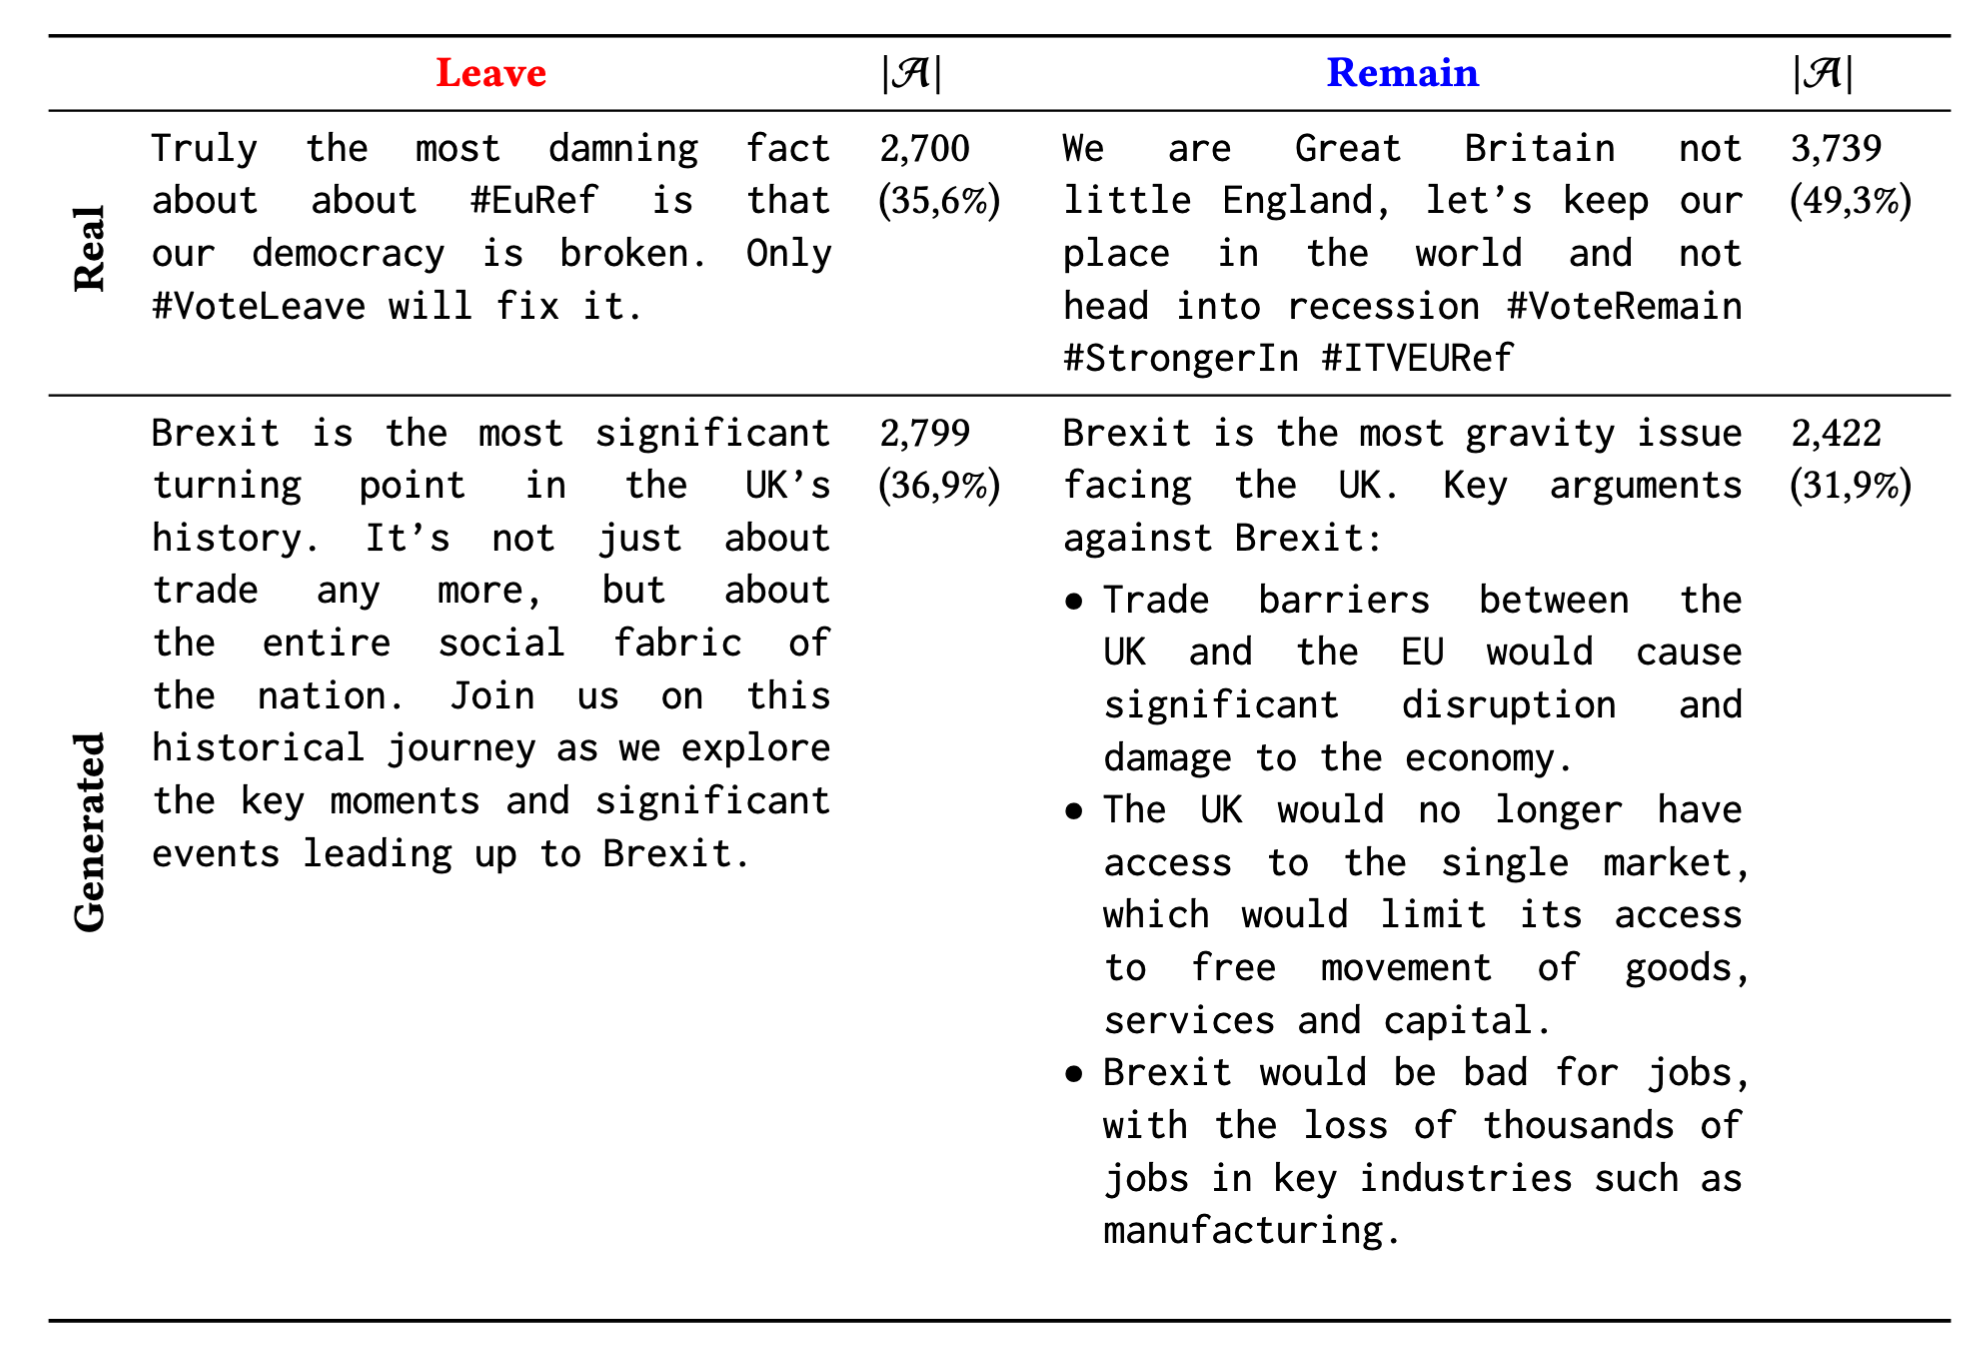 Leave |𝒜| Remain |𝒜|
Real
Truly the most damning fact
about about #EuRef is that
our democracy is broken. Only
#VoteLeave will fix it.
2,700
(35,6%)
We are Great Britain not
little England, let’s keep our
place in the world and not
head into recession #VoteRemain
#StrongerIn #ITVEURef
3,739
(49,3%)
Generated
Brexit is the most significant
turning point in the UK’s
history. It’s not just about
trade any more, but about
the entire social fabric of
the nation. Join us on this
historical journey as we explore
the key moments and significant
events leading up to Brexit.
2,799
(36,9%)
Brexit is the most gravity issue
facing the UK. Key arguments
against Brexit:
• Trade barriers between the
UK and the EU would cause
significant disruption and
damage to the economy.
• The UK would no longer have
access to the single market,
which would limit its access
to free movement of goods,
services and capital.
• Brexit would be bad for jobs,
with the loss of thousands of
jobs in key industries such as
manufacturing.
2,422
(31,9%)